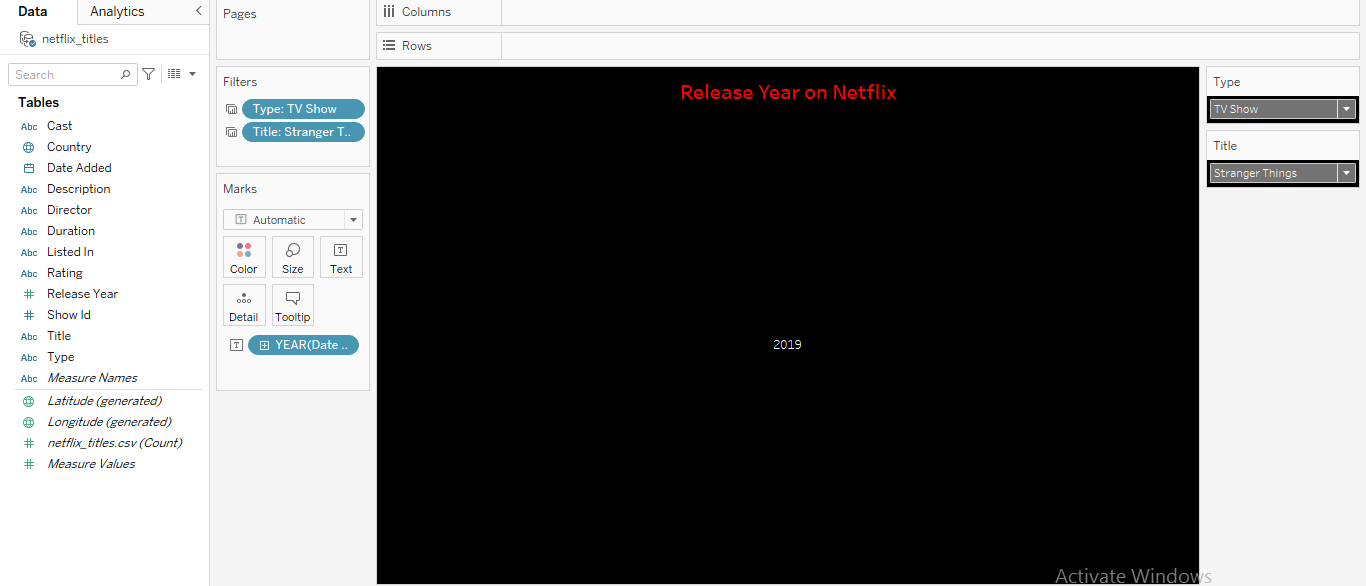 Data
Analytics
netflix_titles
Search
Tables
Abc Cast
Country
Date Added
Abc Description
Abc Director
Abc Duration
Abc Listed In
Abc Rating
# Release Year
# Show Id
Abc Title
Abc Type
Abc Measure Names
Latitude (generated)
Longitude (generated)
# netflix_titles.csv (Count)
# Measure Values
Pages
Filters
Type: TV Show
Title: Stranger T..
Marks
T Automatic
Color
Size
T Text
Detail
Tooltip
T YEAR(Date ..
Columns
Rows
Release Year on Netflix
2019
Type
TV Show
Title
Stranger Things
Activate Windows